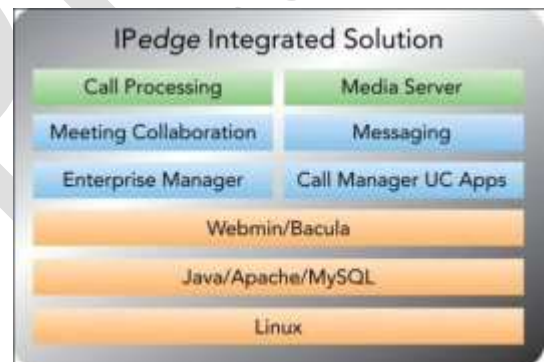 IPedge Integrated Solution
Call Processing
Media Server
Meeting Collaboration
Messaging
Enterprise Manager
Call Manager UC Apps
Webmin/Bacula
Java/Apache/MySQL
Linux